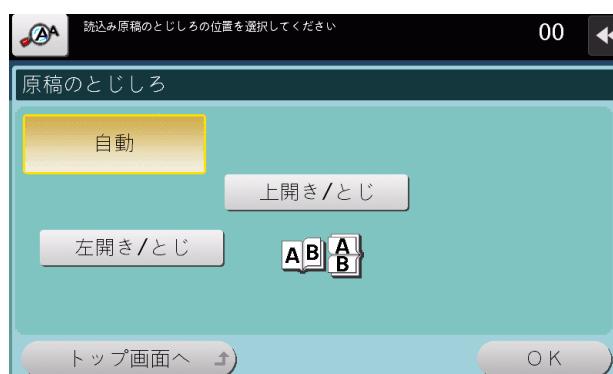 読込み原稿のとじしろの位置を選択してください
00
原稿のとじしろ
自動
上開き/とじ
左開き/とじ
AB
A
B
トップ画面へ
OK